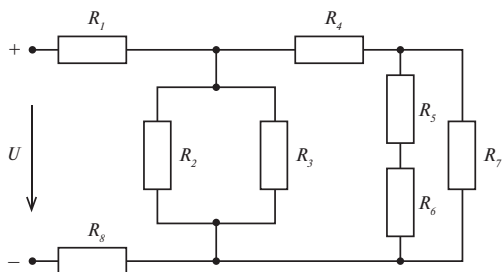 R₁
R₄
+
R₅
U
R₂
R₃
R₇
R₆
R₈
–